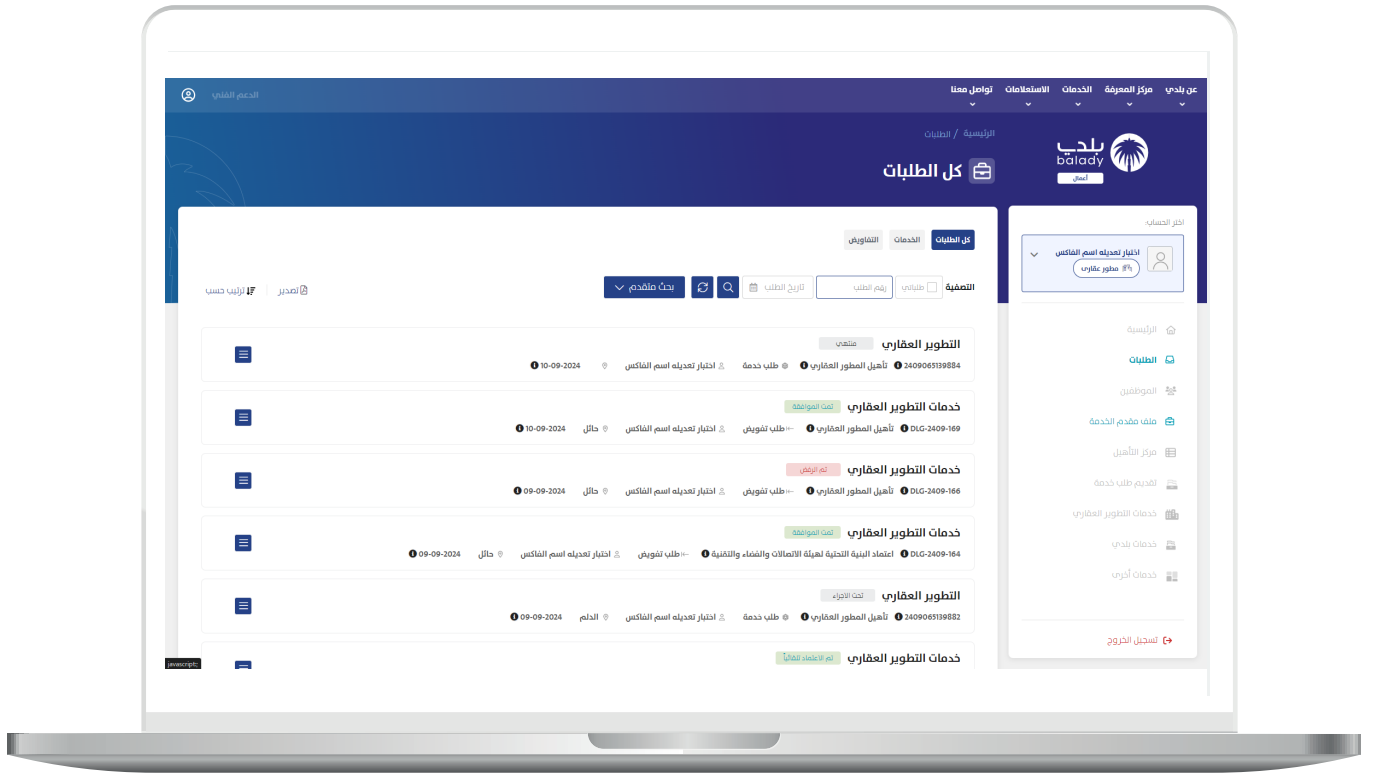 عن بلدي مركز المعرفة الخدمات الاستعلامات تواصل معنا الدعم الفني
بلدي
balady
أعمال
الرئيسية / الطلبات
كل الطلبات
اختر الحساب:
اختبار تعديله اسم الفاكس
مطور عقاري
الرئيسية
الطلبات
الموظفين
ملف مقدم الخدمة
مركز التأهيل
تقديم طلب خدمة
خدمات التطوير العقاري
خدمات بلدي
خدمات أخرى
تسجيل الخروج
كل الطلبات الخدمات التفاويض
التصفية طلباتي رقم الطلب تاريخ الطلب بحث متقدم تصدير ترتيب حسب
التطوير العقاري منتهي
2409065139884 تأهيل المطور العقاري طلب خدمة اختبار تعديله اسم الفاكس 10-09-2024
خدمات التطوير العقاري تمت الموافقة
DLG-2409-169 تأهيل المطور العقاري طلب تفويض اختبار تعديله اسم الفاكس حائل 10-09-2024
خدمات التطوير العقاري تم الرفض
DLG-2409-166 تأهيل المطور العقاري طلب تفويض اختبار تعديله اسم الفاكس حائل 09-09-2024
خدمات التطوير العقاري تمت الموافقة
DLG-2409-164 اعتماد البنية التحتية لهيئة الاتصالات والفضاء والتقنية طلب تفويض اختبار تعديله اسم الفاكس حائل 09-09-2024
التطوير العقاري تحت الاجراء
2409065139882 تأهيل المطور العقاري طلب خدمة اختبار تعديله اسم الفاكس الدلم 09-09-2024
خدمات التطوير العقاري تم الاعتماد تلقائياً
javascript: